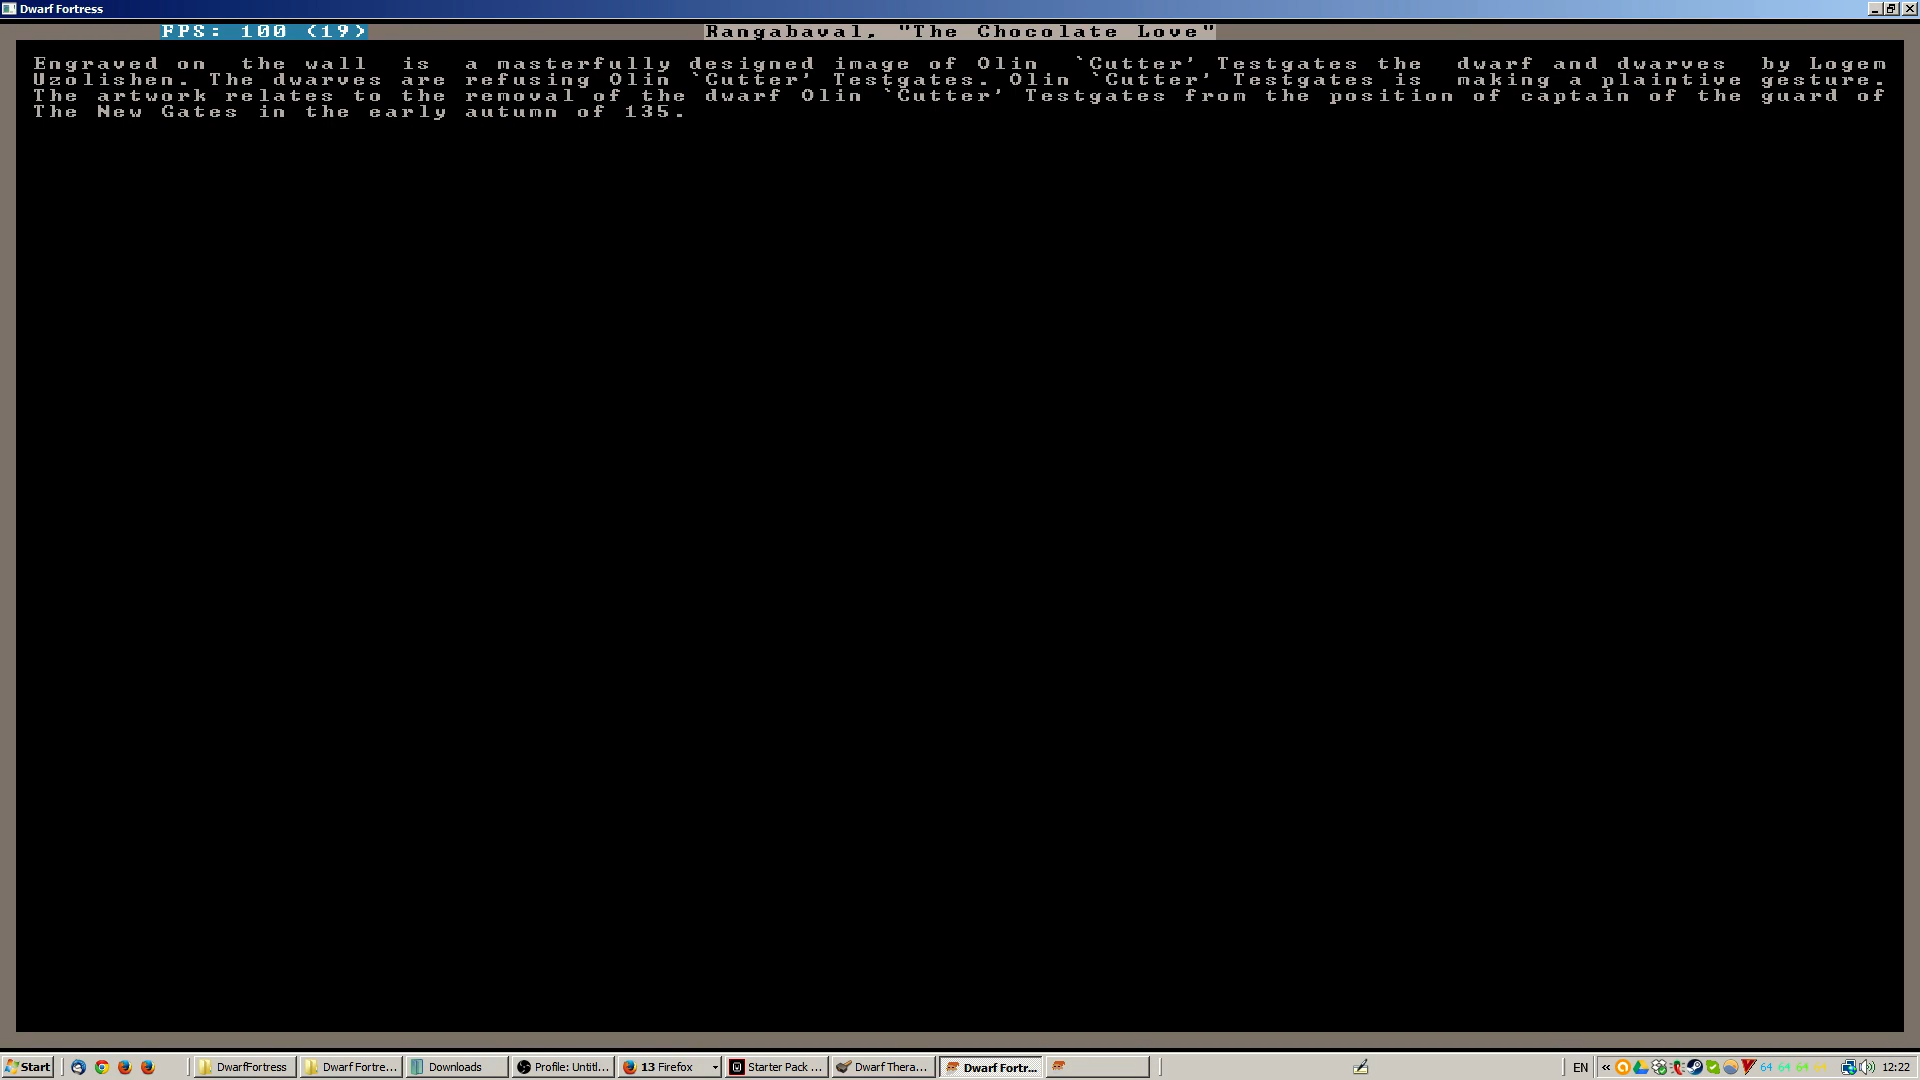 Dwarf Fortress
FPS: 100 (19)
Rangabaval, "The Chocolate Love"
Engraved on the wall is a masterfully designed image of Olin `Cutter' Testgates the dwarf and dwarves by Logem
Uzolishen. The dwarves are refusing Olin `Cutter' Testgates. Olin `Cutter' Testgates is making a plaintive gesture.
The artwork relates to the removal of the dwarf Olin `Cutter' Testgates from the position of captain of the guard of
The New Gates in the early autumn of 135.
Start DwarfFortress Dwarf Fortre... Downloads Profile: Untitl... 13 Firefox Starter Pack ... Dwarf Thera... Dwarf Fortr... EN « 64 64 64 12:22